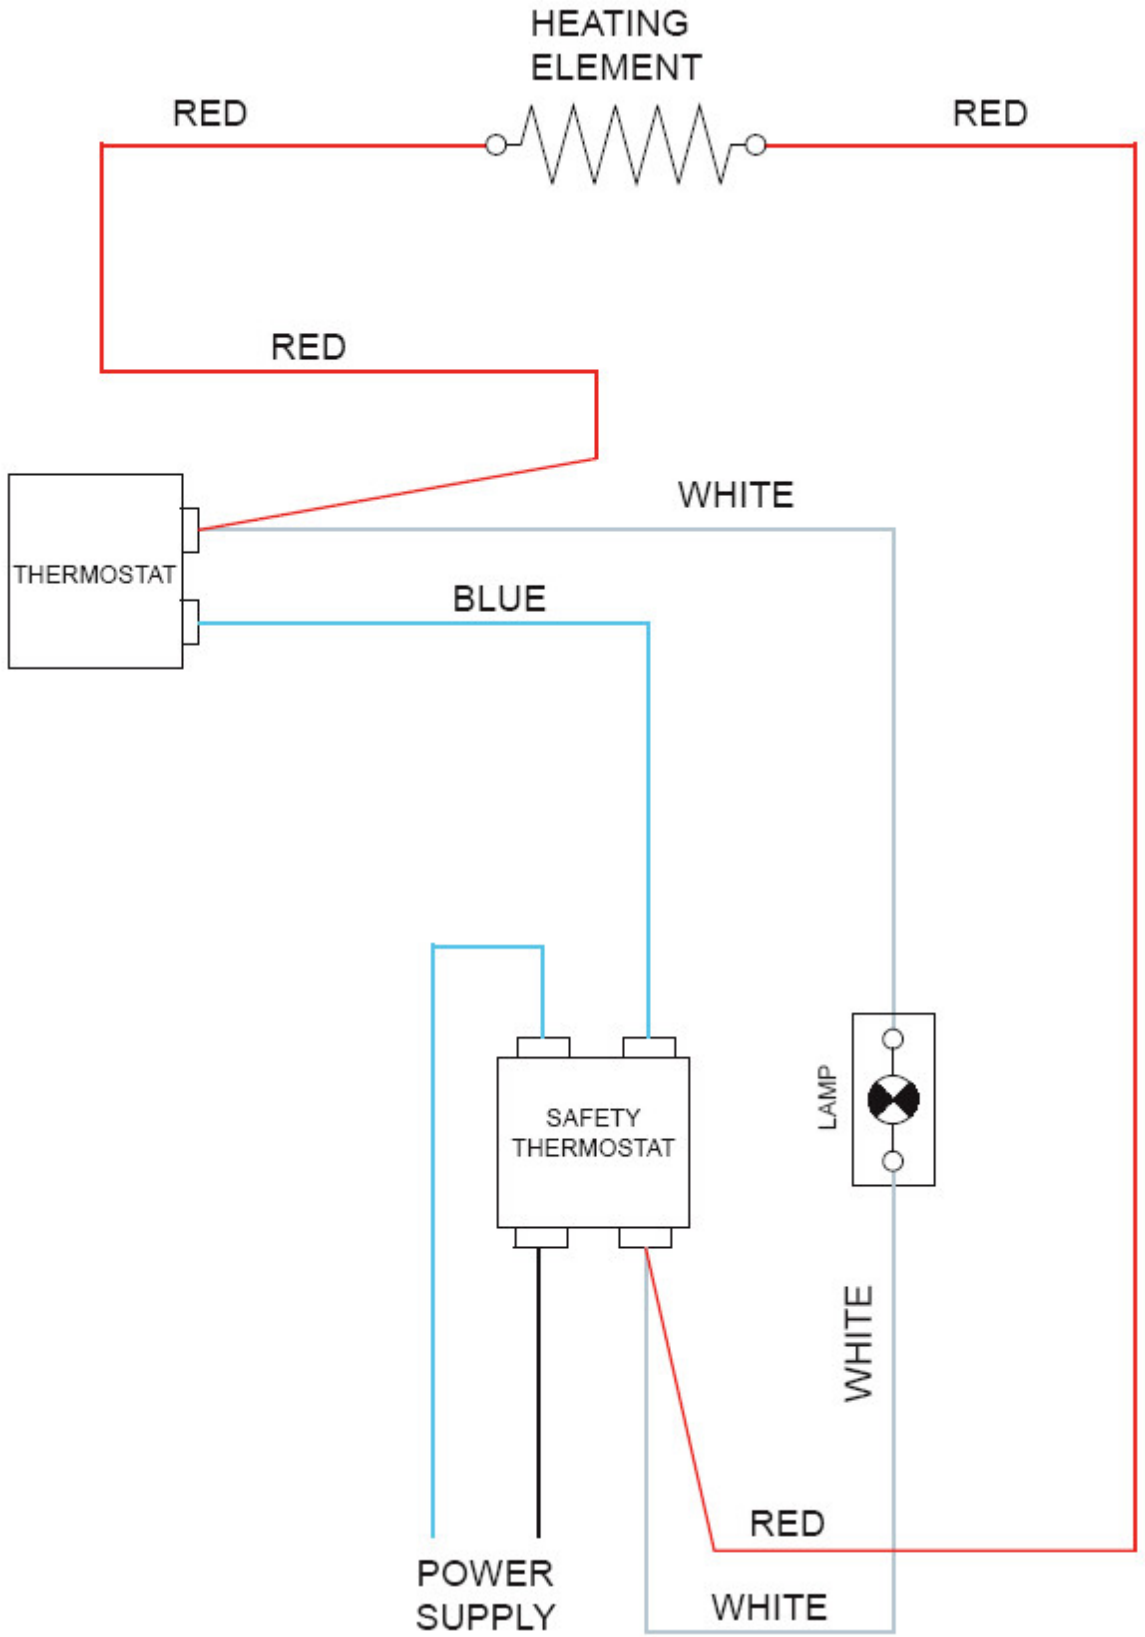 HEATING
ELEMENT
RED
RED
RED
WHITE
THERMOSTAT
BLUE
SAFETY
THERMOSTAT
LAMP
WHITE
RED
POWER
SUPPLY
WHITE